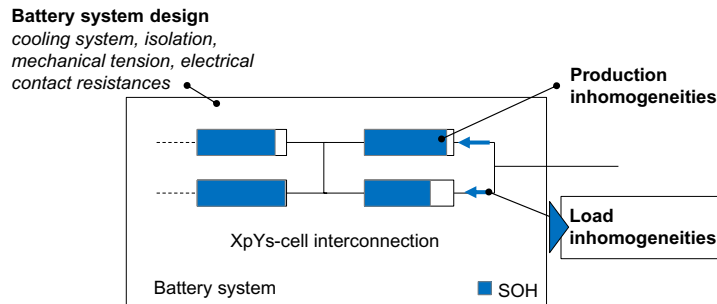 Battery system design
cooling system, isolation,
mechanical tension, electrical
contact resistances
Production
inhomogeneities
Load
inhomogeneities
XpYs-cell interconnection
Battery system
SOH